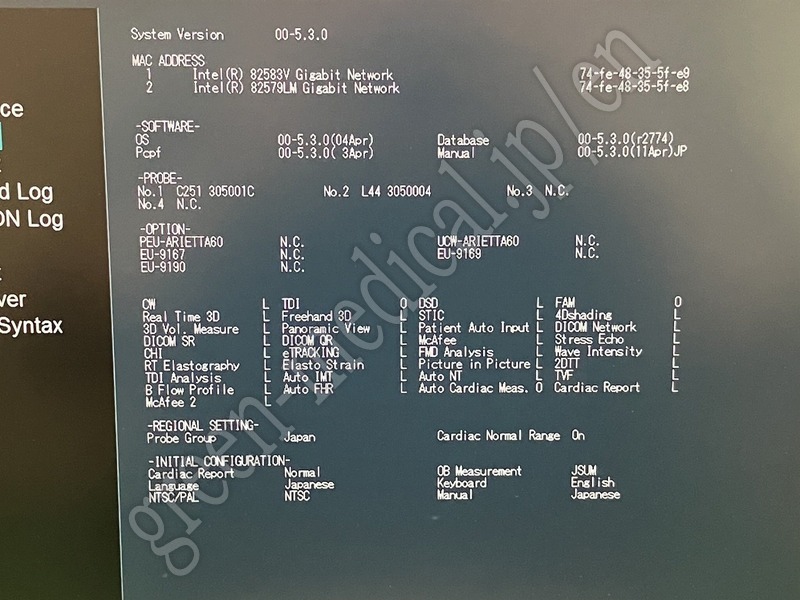 System Version 00-5.3.0
MAC ADDRESS
1 Intel(R) 82583V Gigabit Network 74-fe-48-35-5f-e9
2 Intel(R) 82579LM Gigabit Network 74-fe-48-35-5f-e8
-SOFTWARE-
OS 00-5.3.0(04Apr) Database 00-5.3.0(r2774)
Pcpf 00-5.3.0( 3Apr) Manual 00-5.3.0(11Apr)JP
-PROBE-
No.1 C251 305001C No.2 L44 3050004 No.3 N.C.
No.4 N.C.
-OPTION-
PEU-ARIETTA60 N.C. UCW-ARIETTA60 N.C.
EU-9167 N.C. EU-9169 N.C.
EU-9190 N.C.
CW L TDI O DSD L FAM O
Real Time 3D L Freehand 3D L STIC L 4Dshading L
3D Vol. Measure L Panoramic View L Patient Auto Input L DICOM Network L
DICOM SR L DICOM QR L McAfee L Stress Echo L
CHI L eTRACKING L FMD Analysis L Wave Intensity L
RT Elastography L Elasto Strain L Picture in Picture L 2DTT L
TDI Analysis L Auto IMT L Auto NT L TVF L
B Flow Profile L Auto FHR L Auto Cardiac Meas. O Cardiac Report L
McAfee 2 L
-REGIONAL SETTING-
Probe Group Japan Cardiac Normal Range On
-INITIAL CONFIGURATION-
Cardiac Report Normal OB Measurement JSUM
Language Japanese Keyboard English
NTSC/PAL NTSC Manual Japanese
ce
d Log
ON Log
ver
Syntax
green-medical.jp/cn